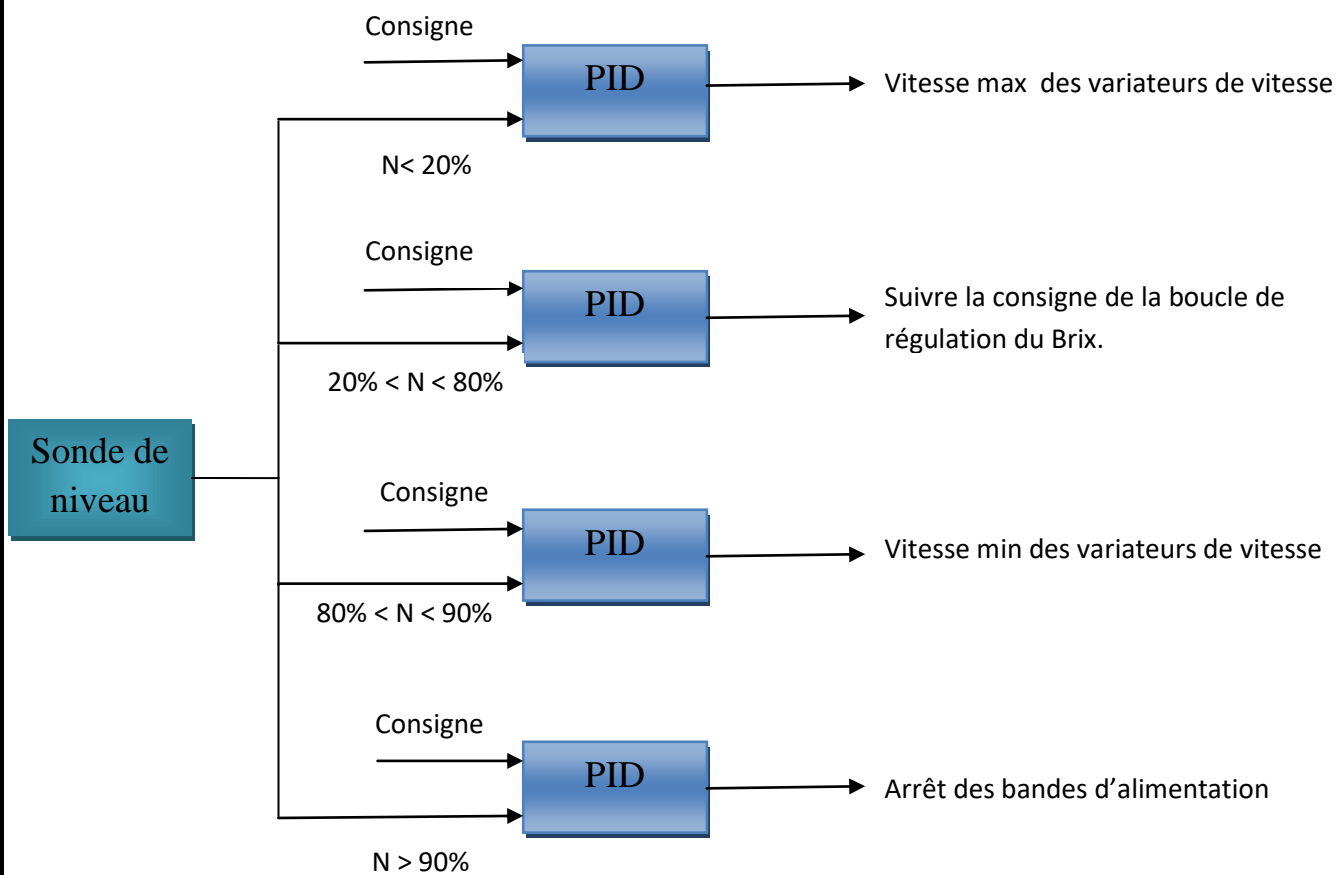 Consigne
PID
Vitesse max des variateurs de vitesse
N< 20%
Consigne
PID
Suivre la consigne de la boucle de
régulation du Brix.
20% < N < 80%
Sonde de
niveau
Consigne
PID
Vitesse min des variateurs de vitesse
80% < N < 90%
Consigne
PID
Arrêt des bandes d’alimentation
N > 90%